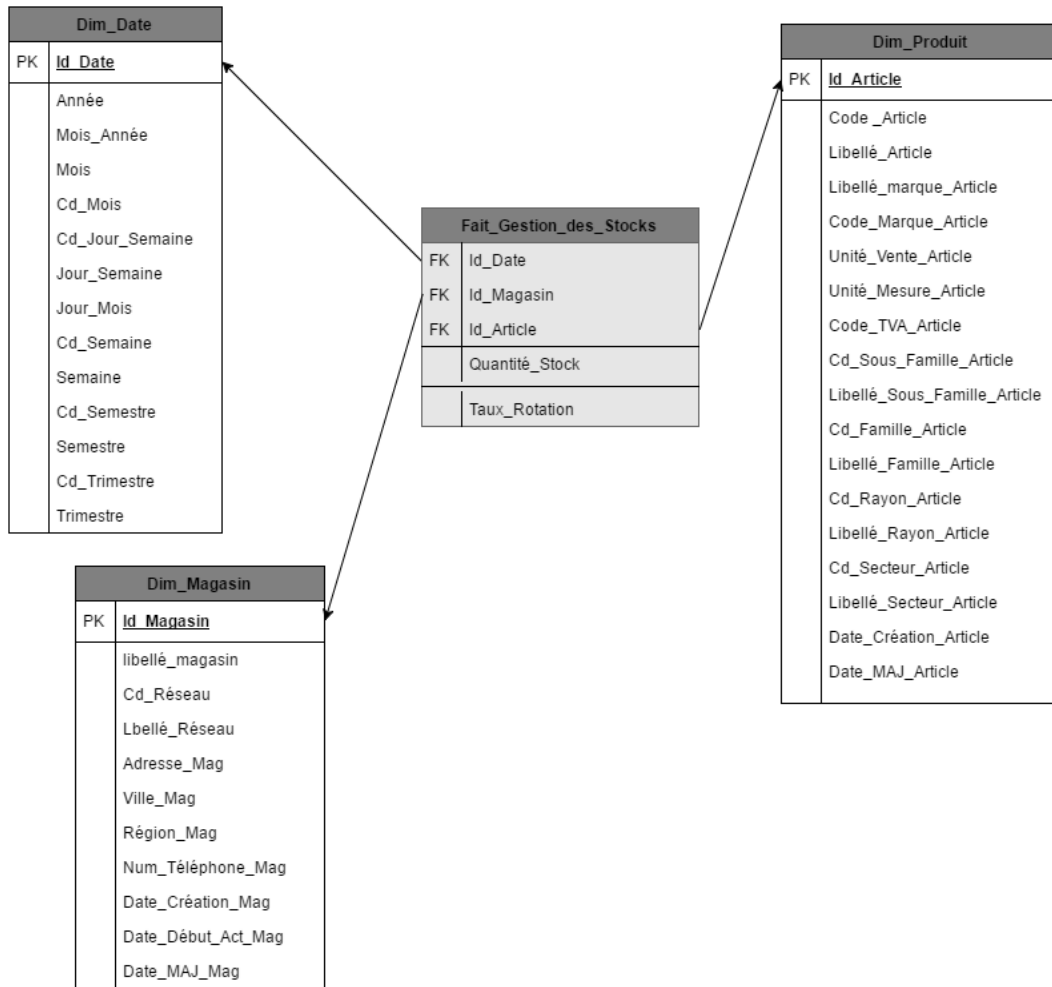 Dim_Date
PK Id_Date
Année
Mois_Année
Mois
Cd_Mois
Cd_Jour_Semaine
Jour_Semaine
Jour_Mois
Cd_Semaine
Semaine
Cd_Semestre
Semestre
Cd_Trimestre
Trimestre
Dim_Produit
PK Id_Article
Code _Article
Libellé_Article
Libellé_marque_Article
Code_Marque_Article
Unité_Vente_Article
Unité_Mesure_Article
Code_TVA_Article
Cd_Sous_Famille_Article
Libellé_Sous_Famille_Article
Cd_Famille_Article
Libellé_Famille_Article
Cd_Rayon_Article
Libellé_Rayon_Article
Cd_Secteur_Article
Libellé_Secteur_Article
Date_Création_Article
Date_MAJ_Article
Fait_Gestion_des_Stocks
FK Id_Date
FK Id_Magasin
FK Id_Article
Quantité_Stock
Taux_Rotation
Dim_Magasin
PK Id_Magasin
libellé_magasin
Cd_Réseau
Lbellé_Réseau
Adresse_Mag
Ville_Mag
Région_Mag
Num_Téléphone_Mag
Date_Création_Mag
Date_Début_Act_Mag
Date_MAJ_Mag